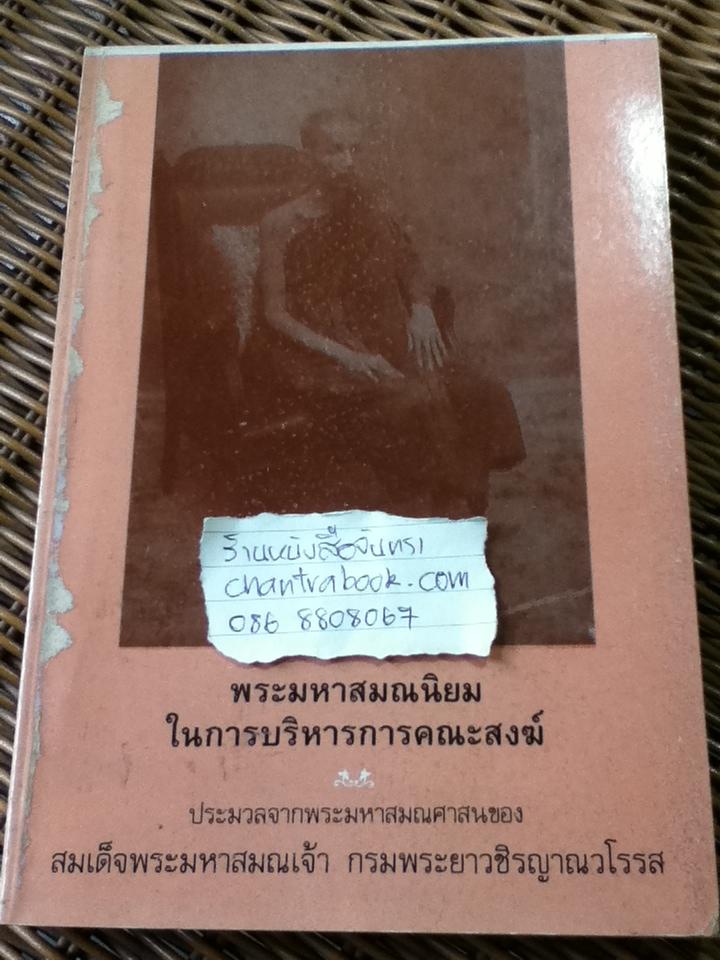 ร้านหนังสือจันทรา
chantrabook.com
086 8808067
พระมหาสมณนิยม
ในการบริหารการคณะสงฆ์
ประมวลจากพระมหาสมณศาสนของ
สมเด็จพระมหาสมณเจ้า กรมพระยาวชิรญาณวโรรส